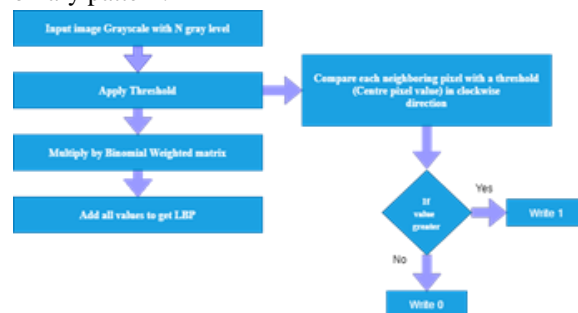 Input image Grayscale with N gray level
Apply Threshold
Multiply by Binomial Weighted matrix
Add all values to get LBP
Compare each neighboring pixel with a threshold
(Centre pixel value) in clockwise
direction
If
value
greater
Yes
Write 1
No
Write 0